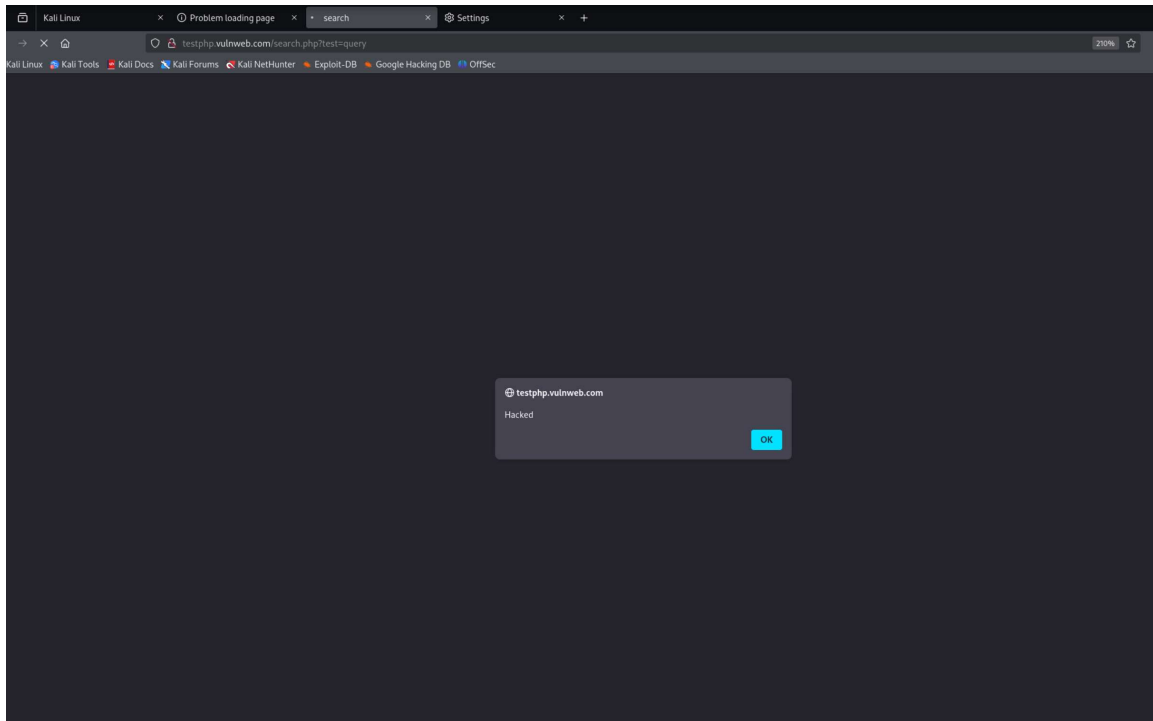 Kali Linux Problem loading page search Settings
testphp.vulnweb.com/search.php?test=query 210%
Kali Linux Kali Tools Kali Docs Kali Forums Kali NetHunter Exploit-DB Google Hacking DB OffSec
testphp.vulnweb.com
Hacked
OK